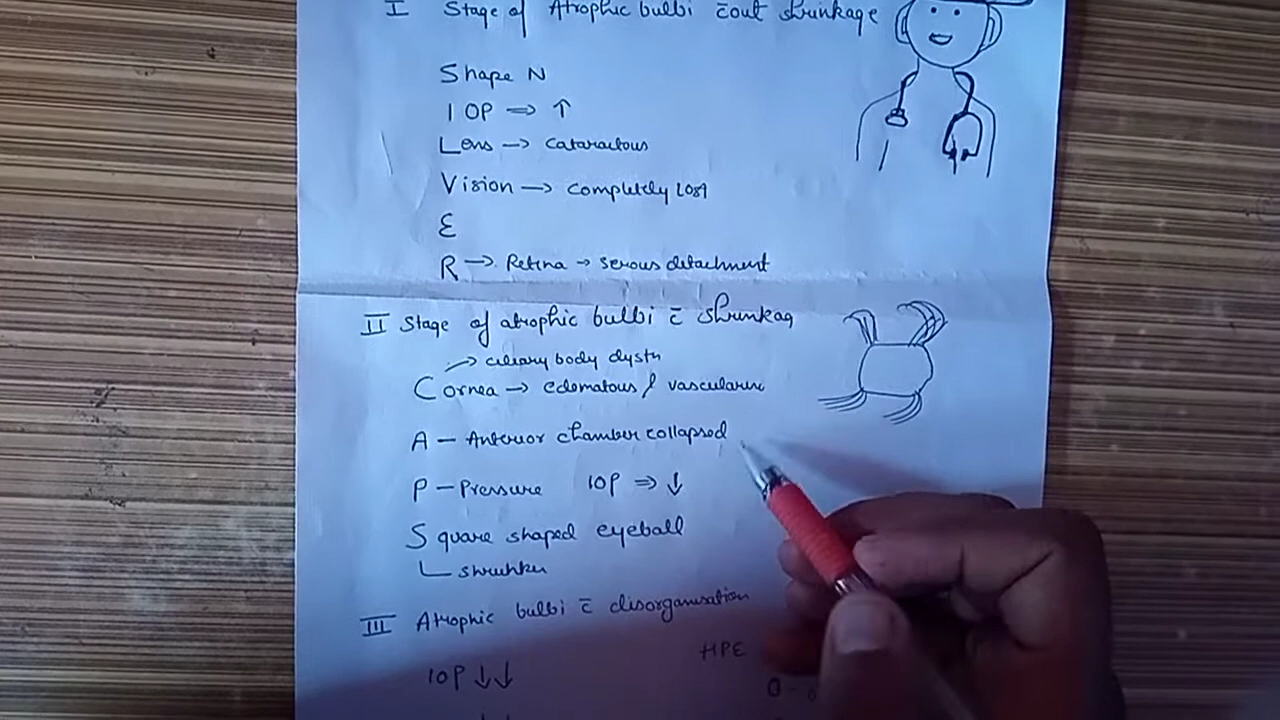 I Stage of Atrophic bulbi c̄out shrinkage
Shape N
IOP ⇒ ↑
Lens → Cataractous
Vision → Completely lost
E
R → Retina → serous detachment
II Stage of atrophic bulbi c̄ shrinkag
→ ciliary body dystn
Cornea → edematous & vascularise
A – Anterior chamber collapsed
P – Pressure IOP ⇒ ↓
Square shaped eyeball
shrunken
III Atrophic bulbi c̄ disorganisation
HPE
IOP ↓↓